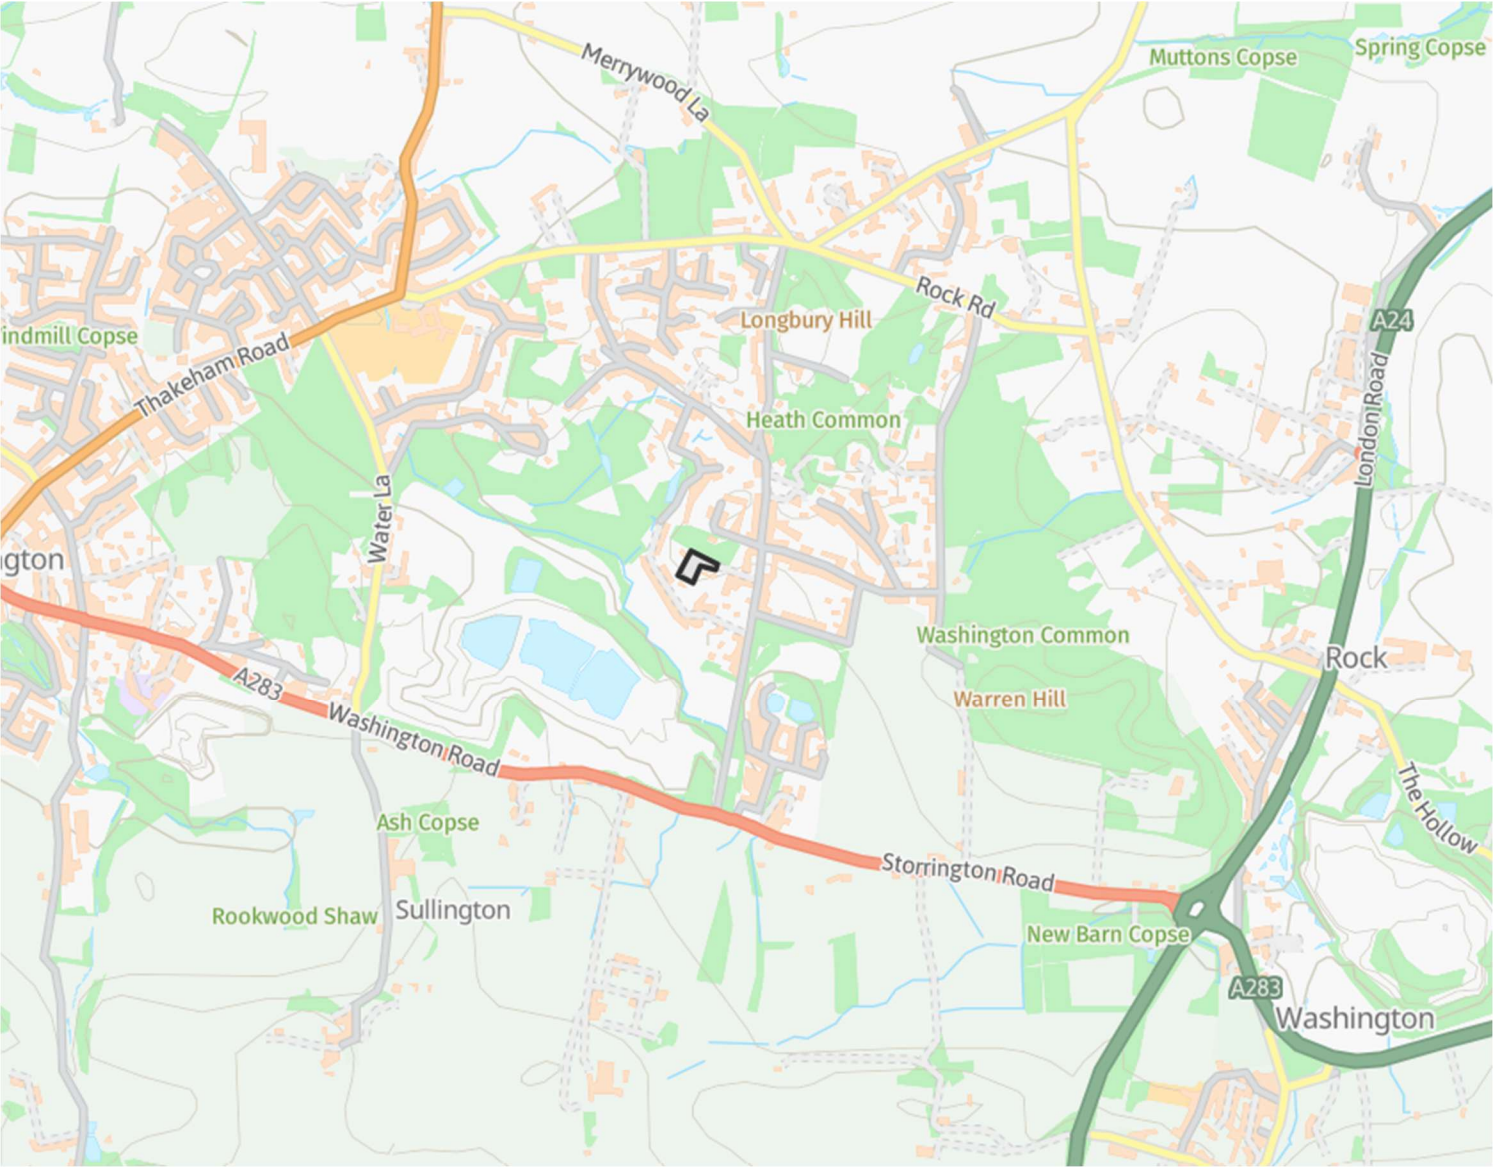 Spring Copse
Muttons Copse
Merrywood La
Rock Rd
Longbury Hill
A24
indmill Copse
Thakeham Road
Heath Common
London Road
Water La
gton
Washington Common
Rock
A283
Warren Hill
Washington Road
The Hollow
Ash Copse
Storrington Road
Rookwood Shaw
Sullington
New Barn Copse
A283
Washington